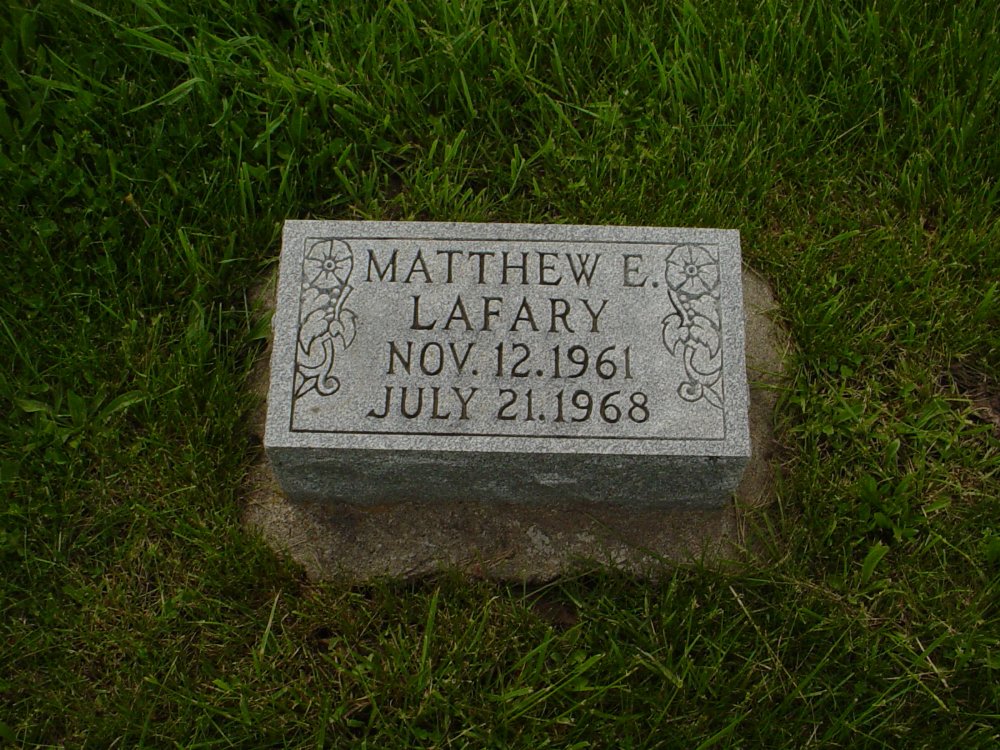 MATTHEW E.
LAFARY
NOV. 12. 1961
JULY 21. 1968